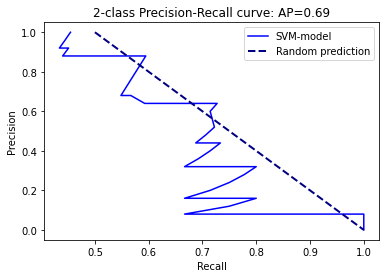 2-class Precision-Recall curve: AP=0.69
SVM-model
Random prediction
Precision
1.0
0.8
0.6
0.4
0.2
0.0
0.5 0.6 0.7 0.8 0.9 1.0
Recall